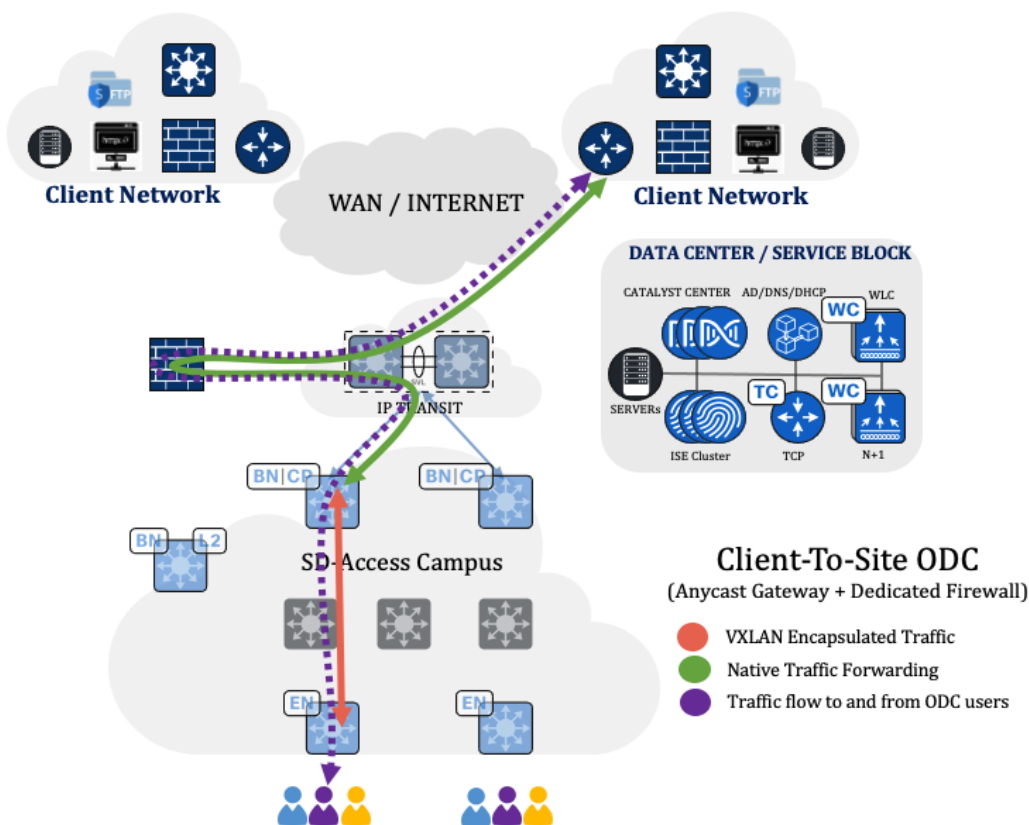 S FTP
S FTP
Client Network
WAN / INTERNET
Client Network
DATA CENTER / SERVICE BLOCK
CATALYST CENTER
AD/DNS/DHCP
WLC
WC
SERVERs
TC
WC
ISE Cluster
TCP
N+1
SVL
IP TRANSIT
BN|CP
BN|CP
BN
L2
SD-Access Campus
EN
EN
Client-To-Site ODC
(Anycast Gateway + Dedicated Firewall)
VXLAN Encapsulated Traffic
Native Traffic Forwarding
Traffic flow to and from ODC users